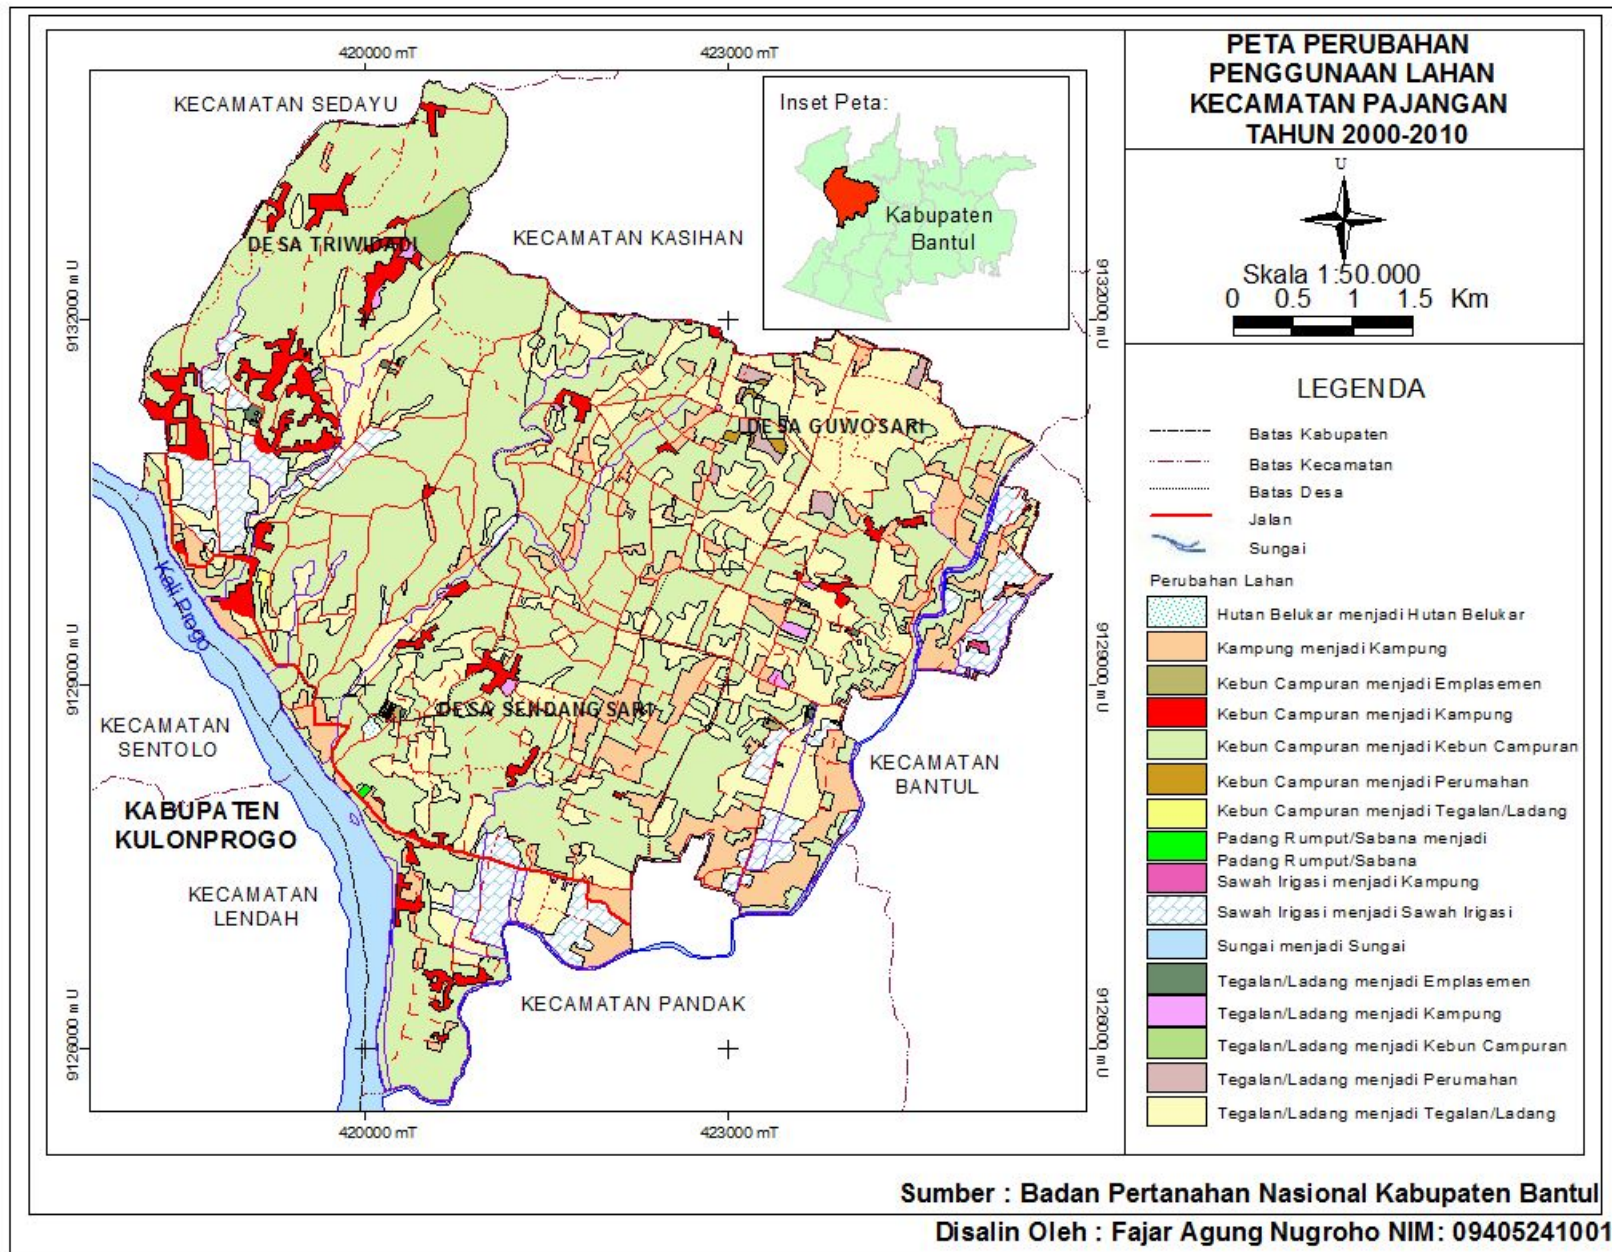 PETA PERUBAHAN
PENGGUNAAN LAHAN
KECAMATAN PAJANGAN
TAHUN 2000-2010
U
Skala 1:50.000
0 0.5 1 1.5 Km
LEGENDA
Batas Kabupaten
Batas Kecamatan
Batas Desa
Jalan
Sungai
Perubahan Lahan
Hutan Belukar menjadi Hutan Belukar
Kampung menjadi Kampung
Kebun Campuran menjadi Emplasemen
Kebun Campuran menjadi Kampung
Kebun Campuran menjadi Kebun Campuran
Kebun Campuran menjadi Perumahan
Kebun Campuran menjadi Tegalan/Ladang
Padang Rumput/Sabana menjadi
Padang Rumput/Sabana
Sawah Irigasi menjadi Kampung
Sawah Irigasi menjadi Sawah Irigasi
Sungai menjadi Sungai
Tegalan/Ladang menjadi Emplasemen
Tegalan/Ladang menjadi Kampung
Tegalan/Ladang menjadi Kebun Campuran
Tegalan/Ladang menjadi Perumahan
Tegalan/Ladang menjadi Tegalan/Ladang
420000 mT
423000 mT
9132000 mU
9132000 mU
9129000 mU
9129000 mU
9126000 mU
9126000 mU
420000 mT
423000 mT
Inset Peta:
Kabupaten
Bantul
KECAMATAN SEDAYU
KECAMATAN KASIHAN
DESA TRIWIDADI
DESA GUWOSARI
Kali Progo
DESA SENDANGSARI
KECAMATAN
SENTOLO
KECAMATAN
BANTUL
KABUPATEN
KULONPROGO
KECAMATAN
LENDAH
KECAMATAN PANDAK
Sumber : Badan Pertanahan Nasional Kabupaten Bantul
Disalin Oleh : Fajar Agung Nugroho NIM: 09405241001